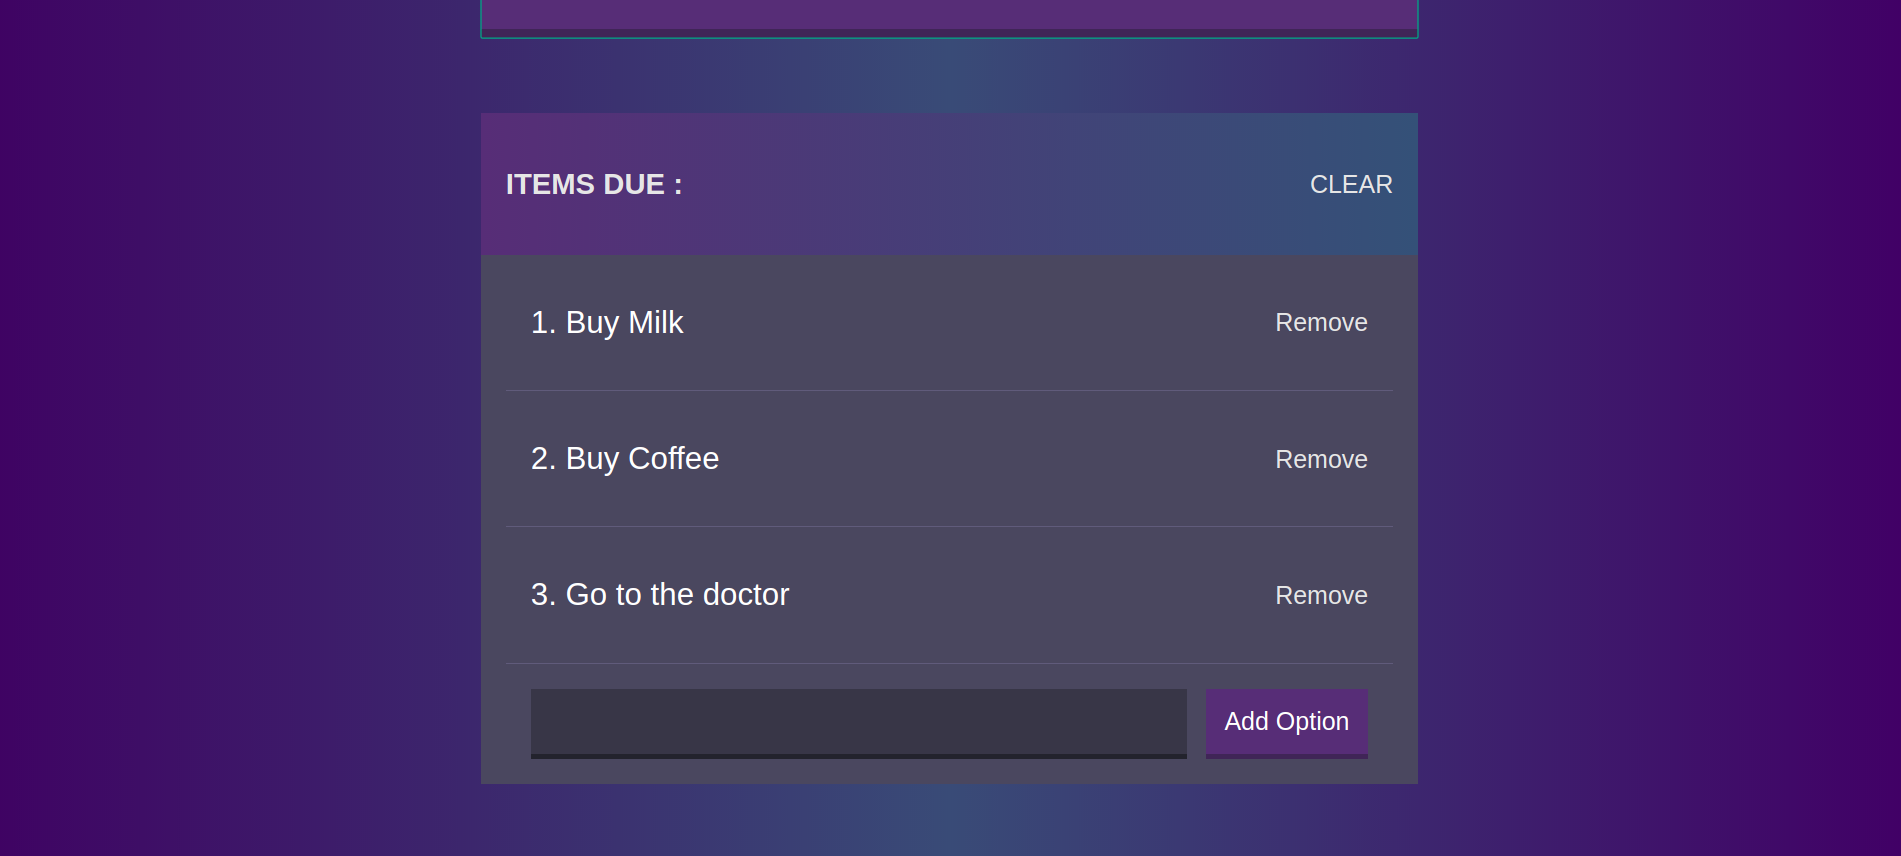 ITEMS DUE :
CLEAR
1. Buy Milk
Remove
2. Buy Coffee
Remove
3. Go to the doctor
Remove
Add Option